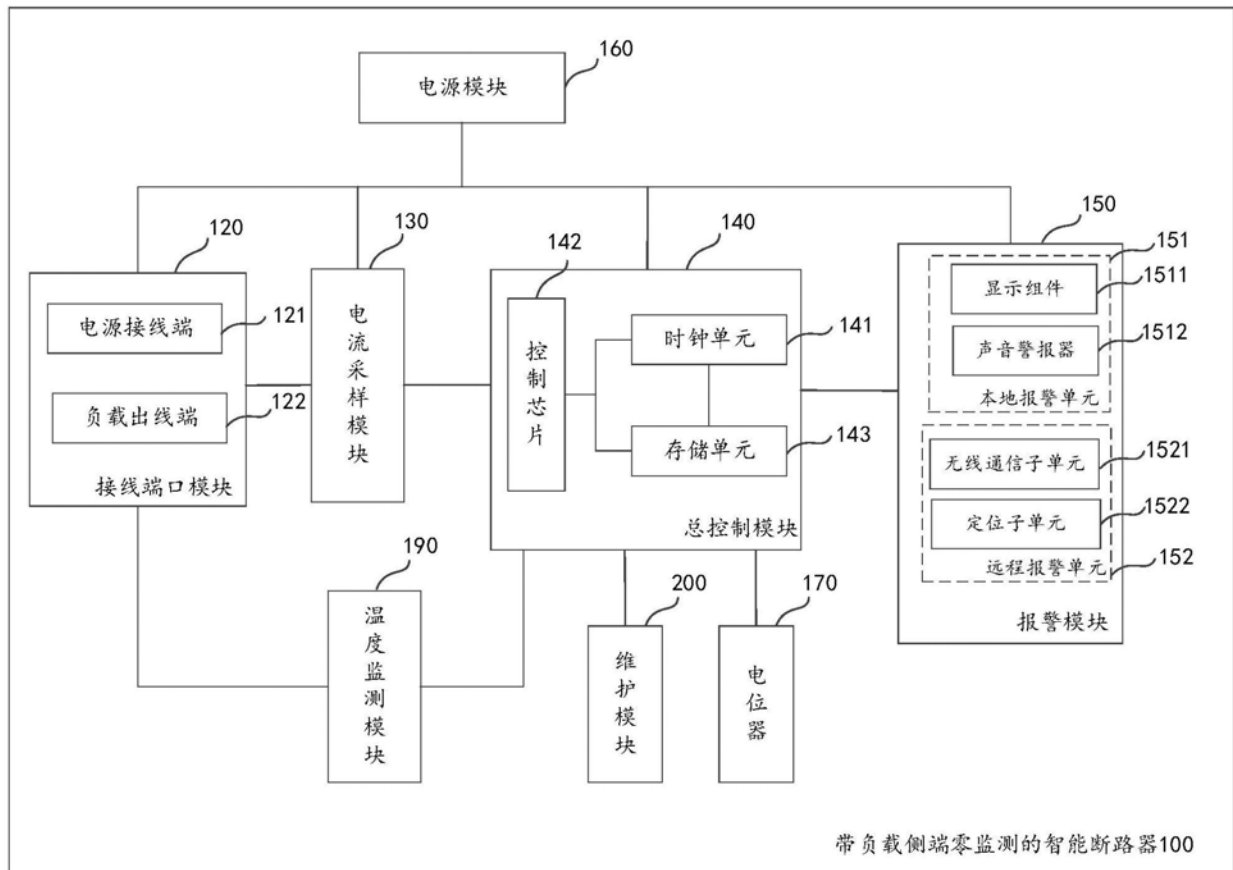 160
电源模块
120
130
142
140
150
151
电源接线端
121
负载出线端
122
接线端口模块
电流采样模块
控制芯片
时钟单元
141
存储单元
143
总控制模块
显示组件
1511
声音警报器
1512
本地报警单元
无线通信子单元
1521
定位子单元
1522
远程报警单元
152
报警模块
190
温度监测模块
200
维护模块
170
电位器
带负载侧端零监测的智能断路器100